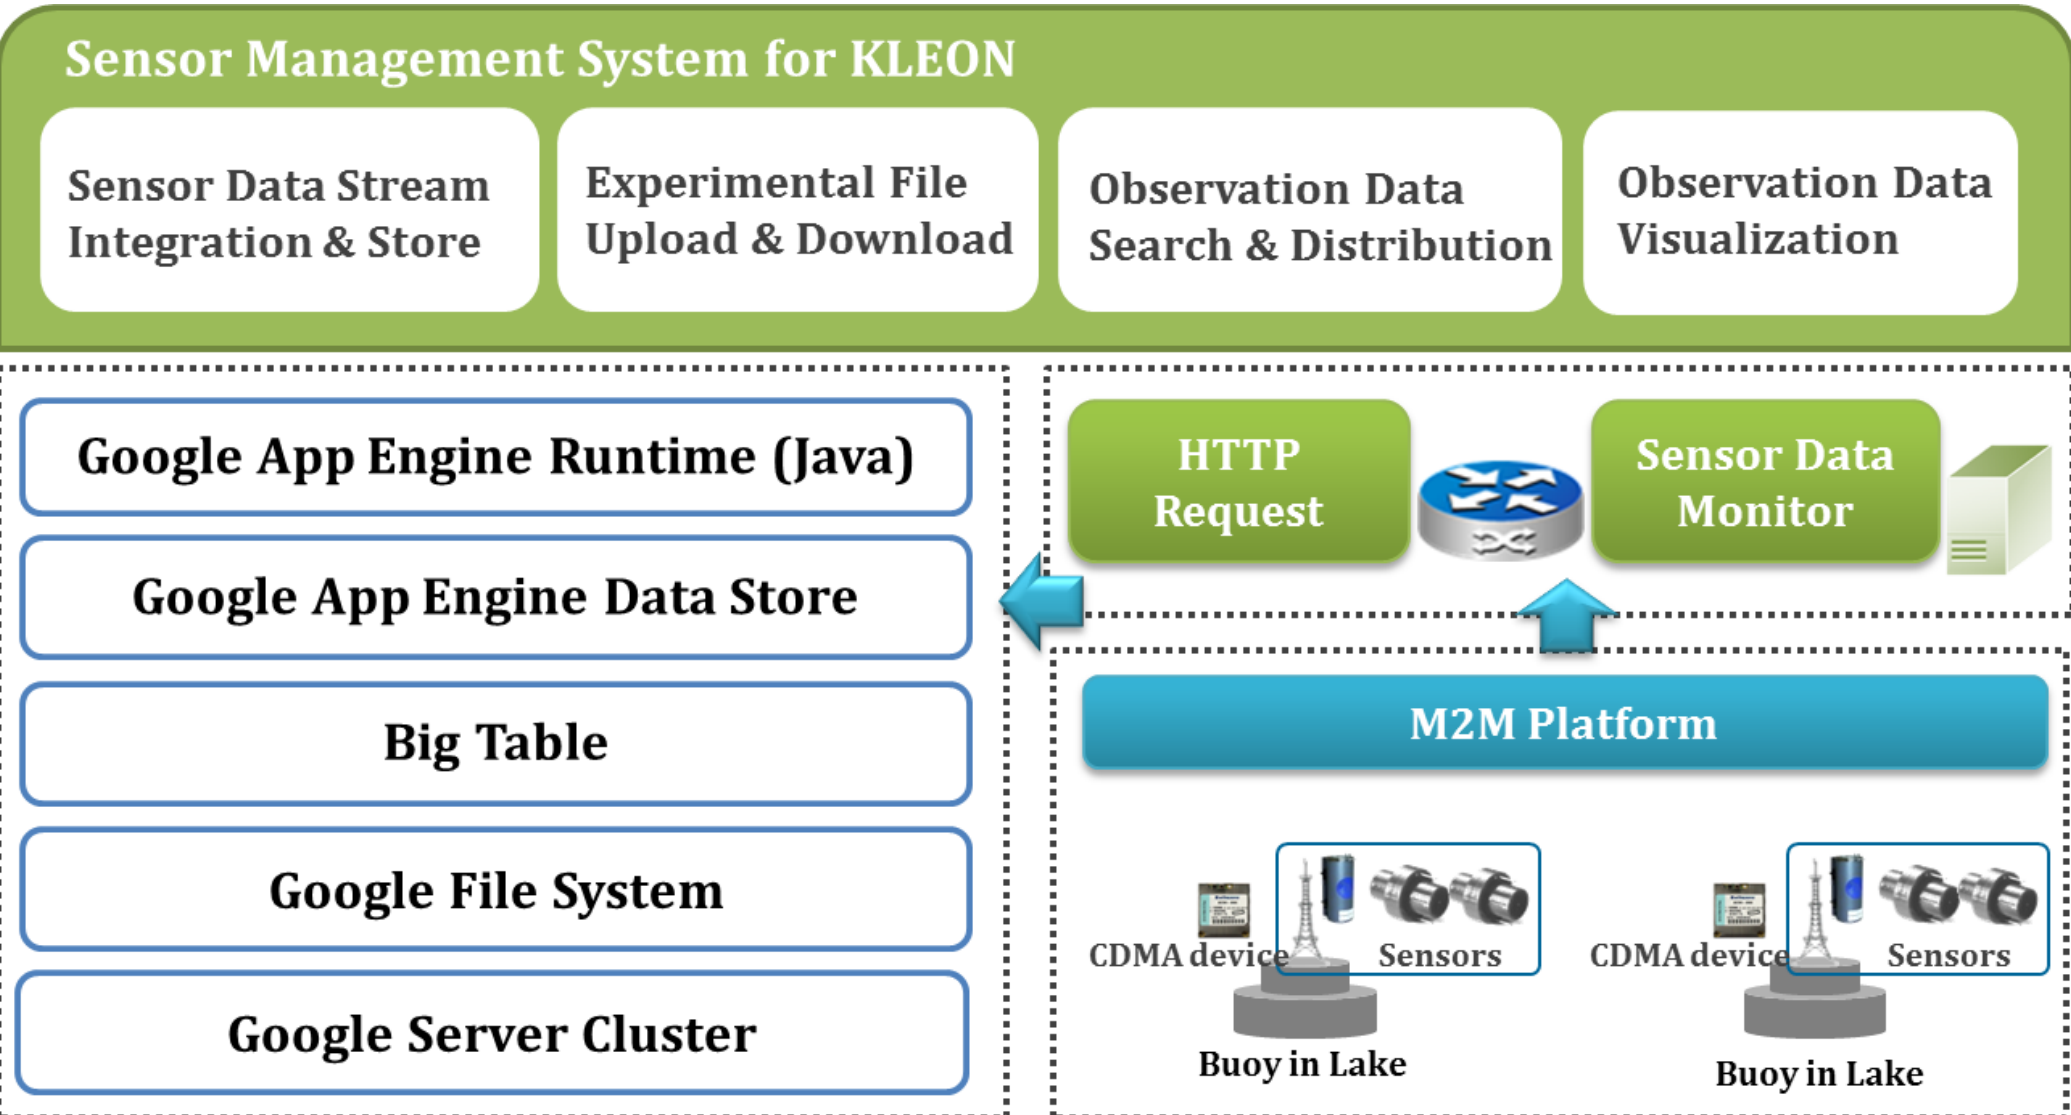 Sensor Management System for KLEON
Sensor Data Stream
Integration & Store
Experimental File
Upload & Download
Observation Data
Search & Distribution
Observation Data
Visualization
Google App Engine Runtime (Java)
Google App Engine Data Store
Big Table
Google File System
Google Server Cluster
HTTP
Request
Sensor Data
Monitor
M2M Platform
CDMA device
Sensors
Buoy in Lake
CDMA device
Sensors
Buoy in Lake